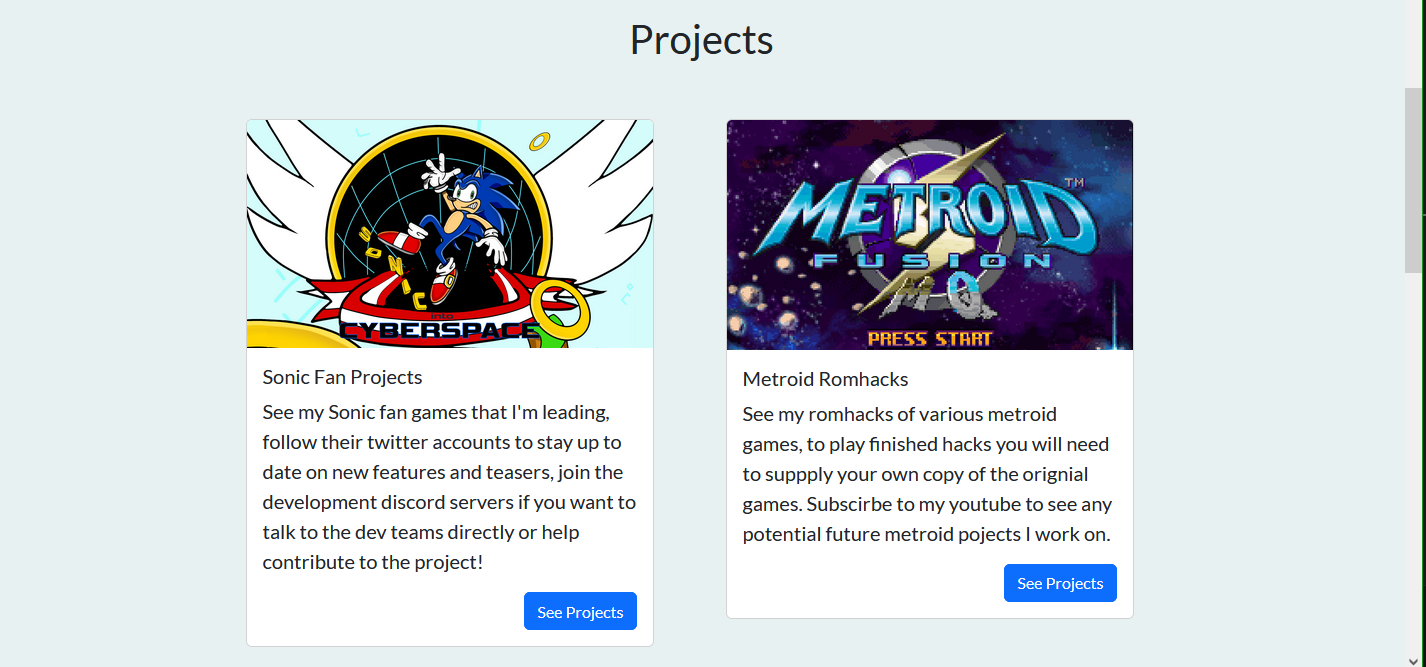 Projects
SONIC
into
CYBERSPACE
Sonic Fan Projects
See my Sonic fan games that I'm leading,
follow their twitter accounts to stay up to
date on new features and teasers, join the
development discord servers if you want to
talk to the dev teams directly or help
contribute to the project!
See Projects
METROID™
FUSION
PRESS START
Metroid Romhacks
See my romhacks of various metroid
games, to play finished hacks you will need
to suppply your own copy of the orignial
games. Subscirbe to my youtube to see any
potential future metroid pojects I work on.
See Projects